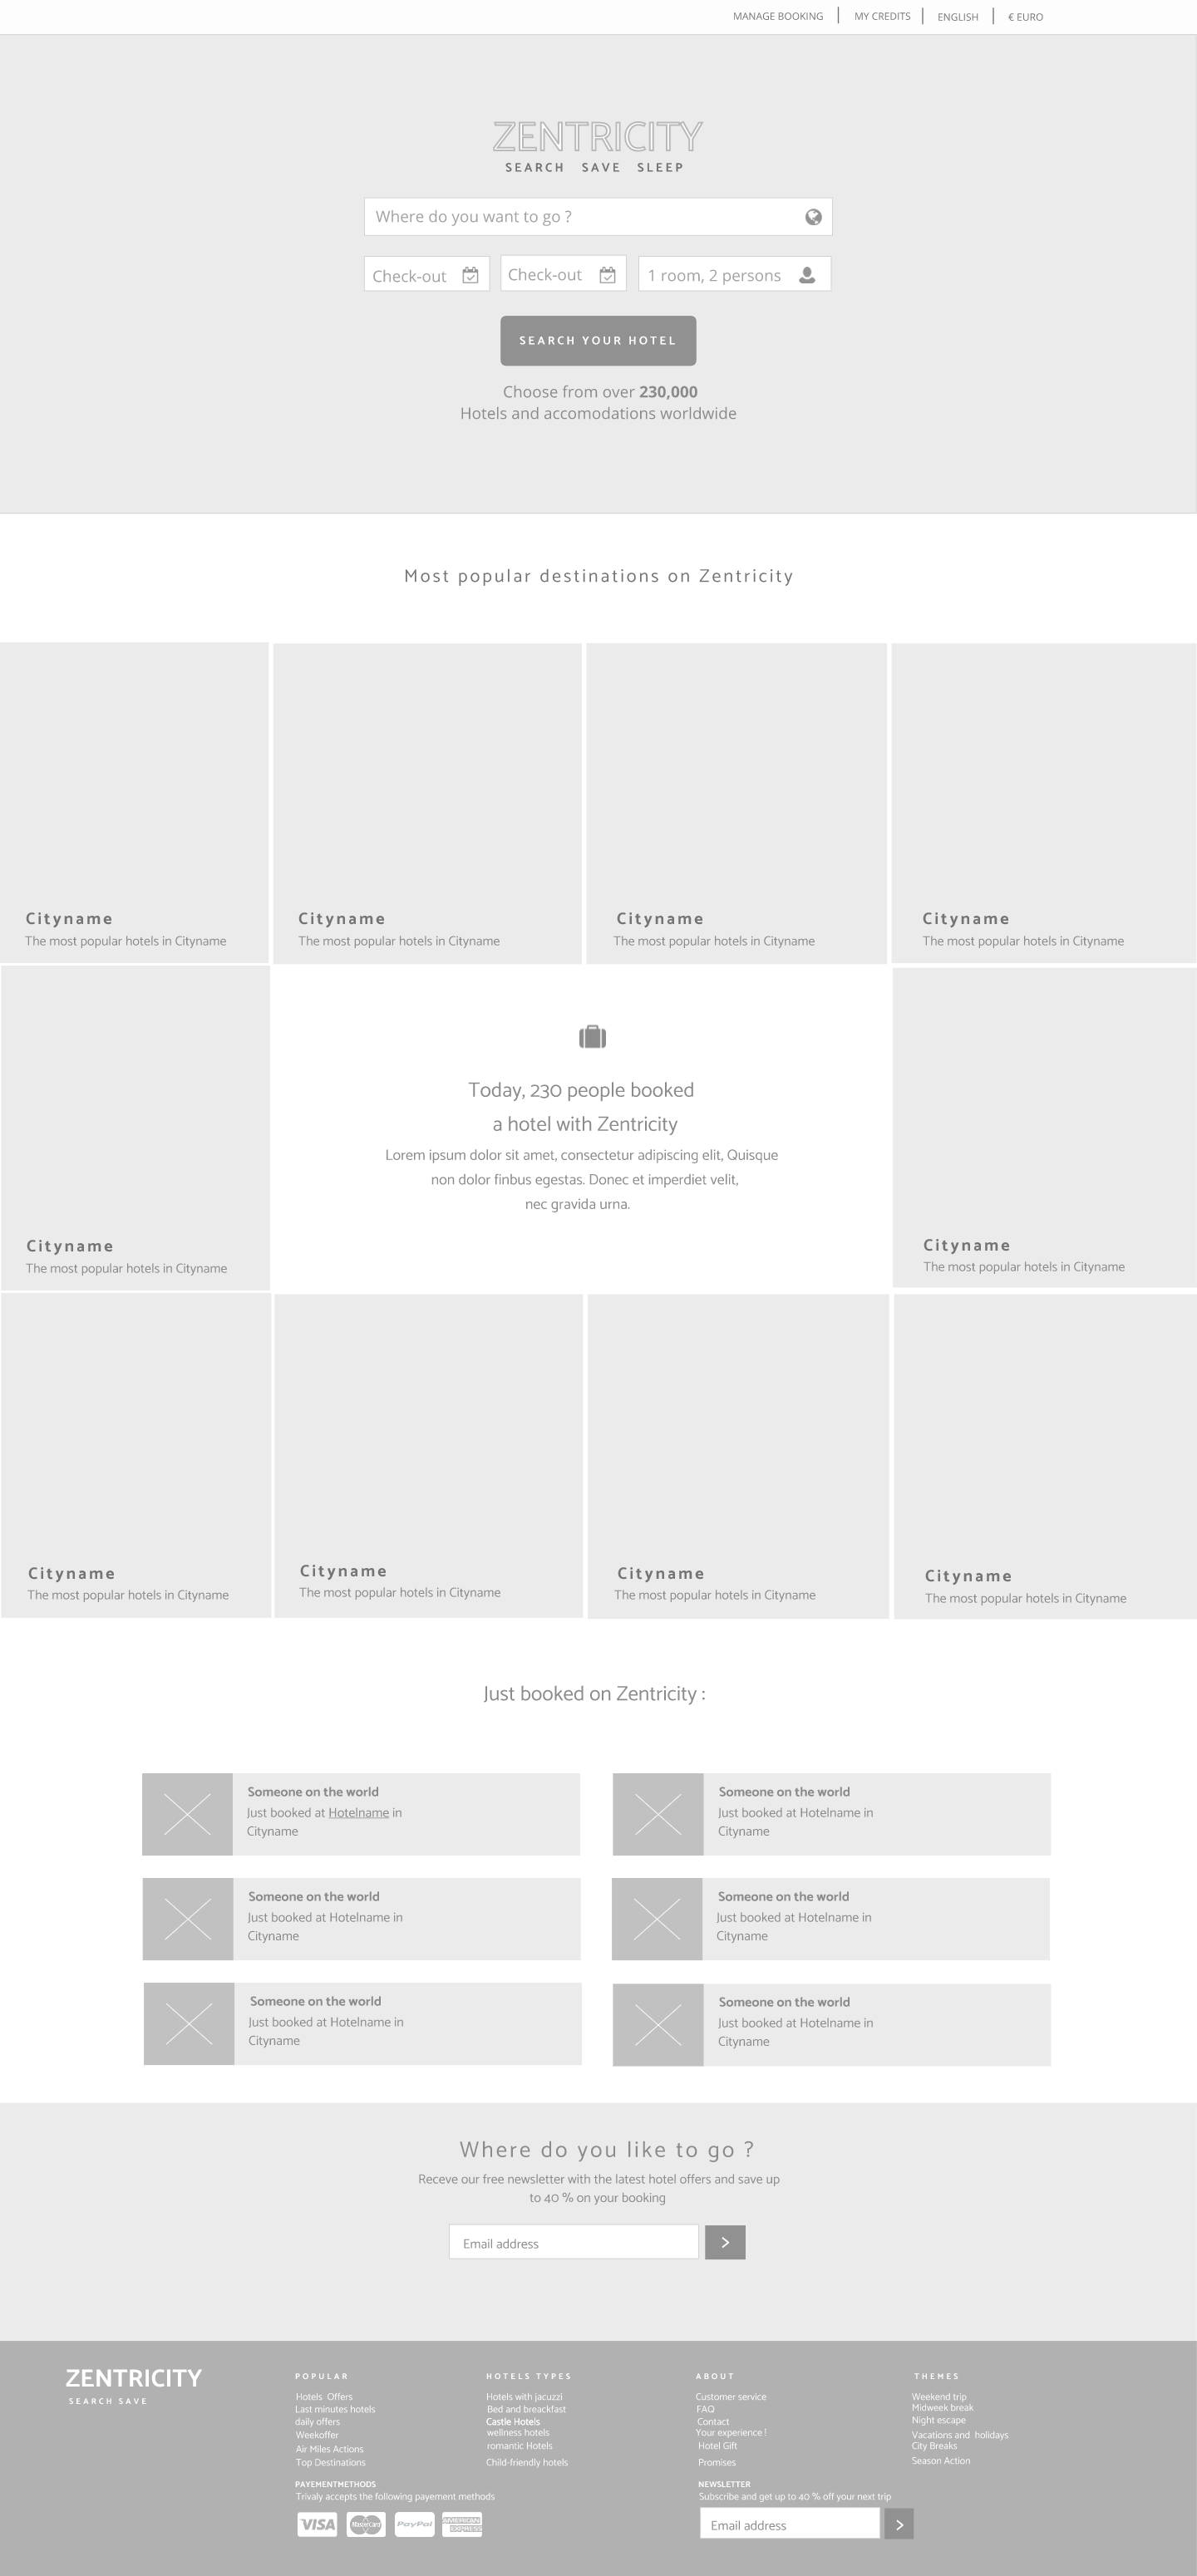 MANAGE BOOKING | MY CREDITS | ENGLISH | € EURO
ZENTRICITY
SEARCH SAVE SLEEP
Where do you want to go ?
Check-out Check-out 1 room, 2 persons
SEARCH YOUR HOTEL
Choose from over 230,000
Hotels and accomodations worldwide
Most popular destinations on Zentricity
Cityname
The most popular hotels in Cityname
Cityname
The most popular hotels in Cityname
Cityname
The most popular hotels in Cityname
Cityname
The most popular hotels in Cityname
Cityname
The most popular hotels in Cityname
Today, 230 people booked
a hotel with Zentricity
Lorem ipsum dolor sit amet, consectetur adipiscing elit, Quisque
non dolor finbus egestas. Donec et imperdiet velit,
nec gravida urna.
Cityname
The most popular hotels in Cityname
Cityname
The most popular hotels in Cityname
Cityname
The most popular hotels in Cityname
Cityname
The most popular hotels in Cityname
Cityname
The most popular hotels in Cityname
Just booked on Zentricity :
Someone on the world
Just booked at Hotelname in
Cityname
Someone on the world
Just booked at Hotelname in
Cityname
Someone on the world
Just booked at Hotelname in
Cityname
Someone on the world
Just booked at Hotelname in
Cityname
Someone on the world
Just booked at Hotelname in
Cityname
Someone on the world
Just booked at Hotelname in
Cityname
Where do you like to go ?
Receve our free newsletter with the latest hotel offers and save up
to 40 % on your booking
Email address >
ZENTRICITY
SEARCH SAVE
POPULAR
Hotels Offers
Last minutes hotels
daily offers
Weekoffer
Air Miles Actions
Top Destinations
HOTELS TYPES
Hotels with jacuzzi
Bed and breackfast
Castle Hotels
wellness hotels
romantic Hotels
Child-friendly hotels
ABOUT
Customer service
FAQ
Contact
Your experience !
Hotel Gift
Promises
THEMES
Weekend trip
Midweek break
Night escape
Vacations and holidays
City Breaks
Season Action
PAYEMENTMETHODS
Trivaly accepts the following payement methods
VISA MasterCard PayPal AMERICAN EXPRESS
NEWSLETTER
Subscribe and get up to 40 % off your next trip
Email address >